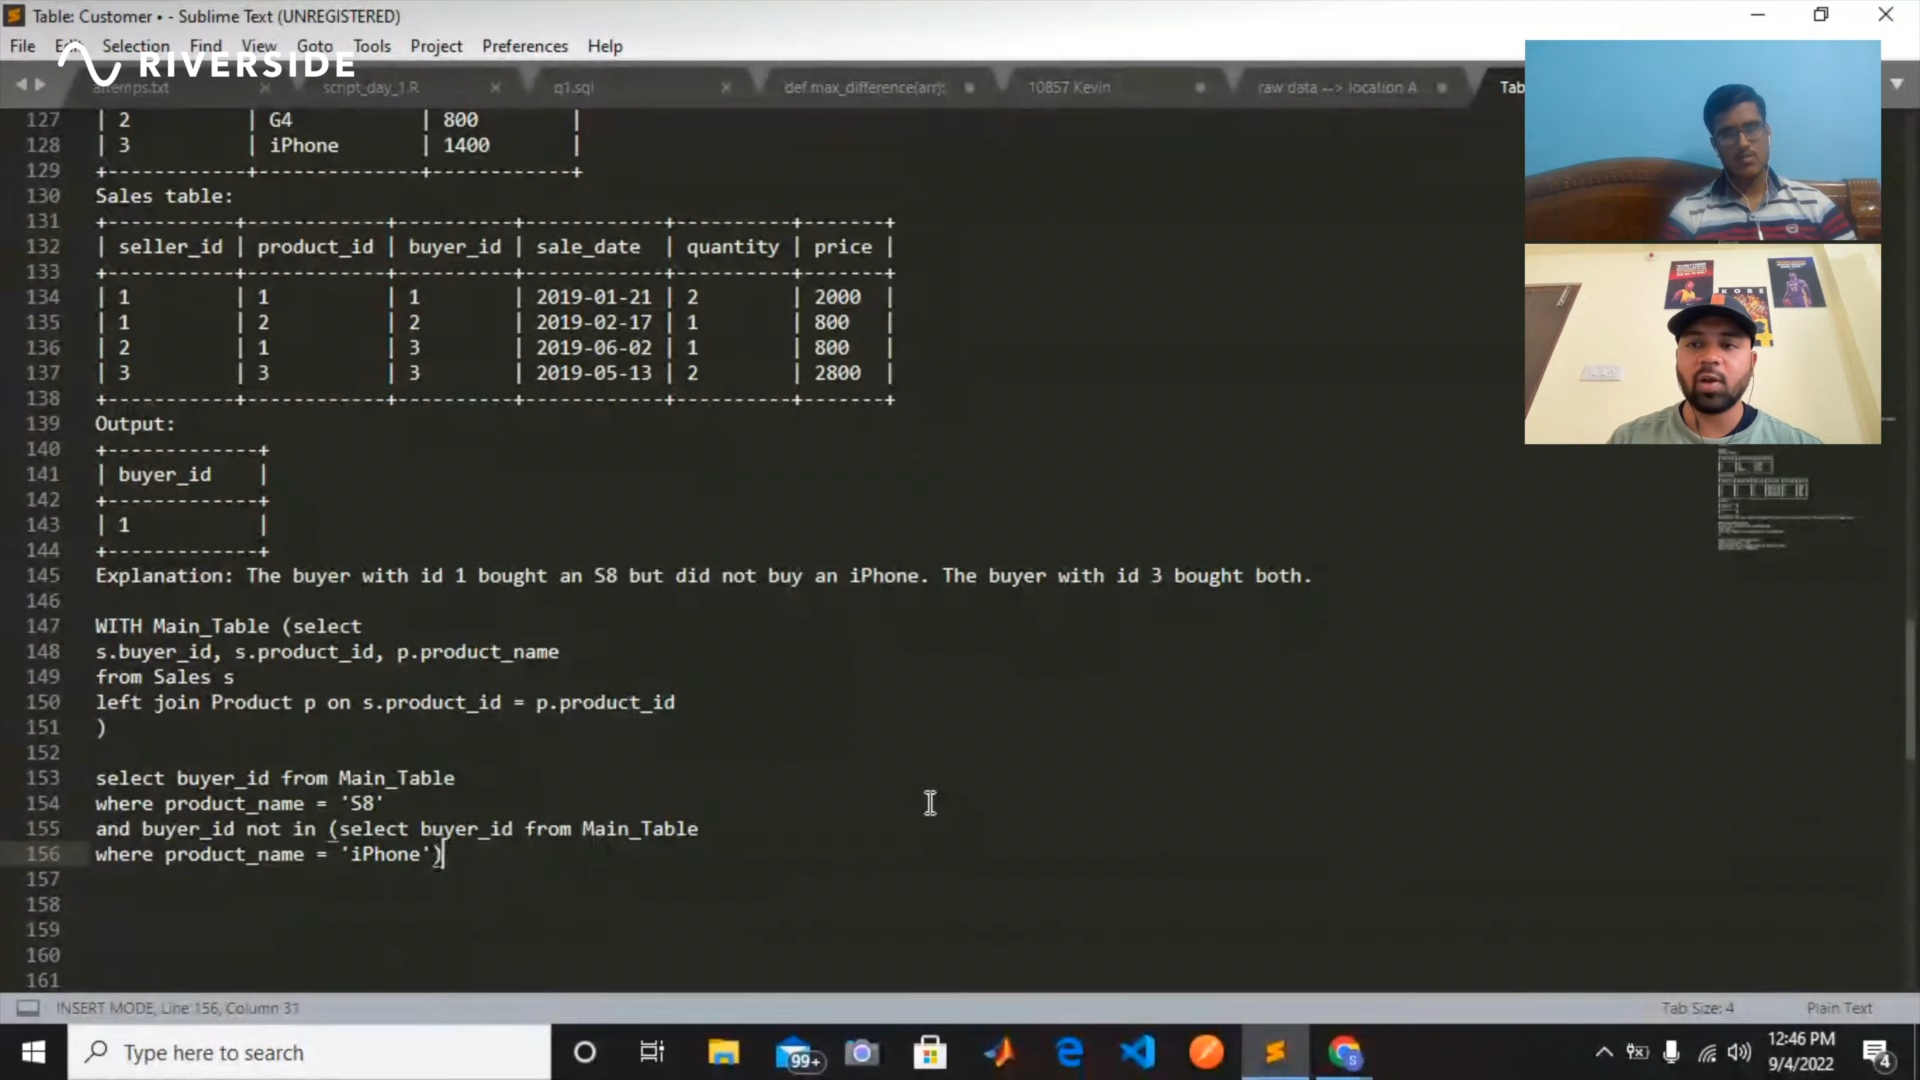 Table: Customer • - Sublime Text (UNREGISTERED)
File Edit Selection Find View Goto Tools Project Preferences Help
RIVERSIDE
attemps.txt script_day_1.R q1.sql def max_difference(arr): 10857 Kevin raw data --> location A Tab
127 | 2 | G4 | 800 |
128 | 3 | iPhone | 1400 |
129 +------------+--------------+------------+
130 Sales table:
131 +-----------+------------+----------+------------+----------+-------+
132 | seller_id | product_id | buyer_id | sale_date | quantity | price |
133 +-----------+------------+----------+------------+----------+-------+
134 | 1 | 1 | 1 | 2019-01-21 | 2 | 2000 |
135 | 1 | 2 | 2 | 2019-02-17 | 1 | 800 |
136 | 2 | 1 | 3 | 2019-06-02 | 1 | 800 |
137 | 3 | 3 | 3 | 2019-05-13 | 2 | 2800 |
138 +-----------+------------+----------+------------+----------+-------+
139 Output:
140 +-------------+
141 | buyer_id |
142 +-------------+
143 | 1 |
144 +-------------+
145 Explanation: The buyer with id 1 bought an S8 but did not buy an iPhone. The buyer with id 3 bought both.
146
147 WITH Main_Table (select
148 s.buyer_id, s.product_id, p.product_name
149 from Sales s
150 left join Product p on s.product_id = p.product_id
151 )
152
153 select buyer_id from Main_Table
154 where product_name = 'S8'
155 and buyer_id not in (select buyer_id from Main_Table
156 where product_name = 'iPhone')
157
158
159
160
161
KOBE
INSERT MODE, Line 156, Column 31 Tab Size: 4 Plain Text
Type here to search
99+
12:46 PM
9/4/2022
4